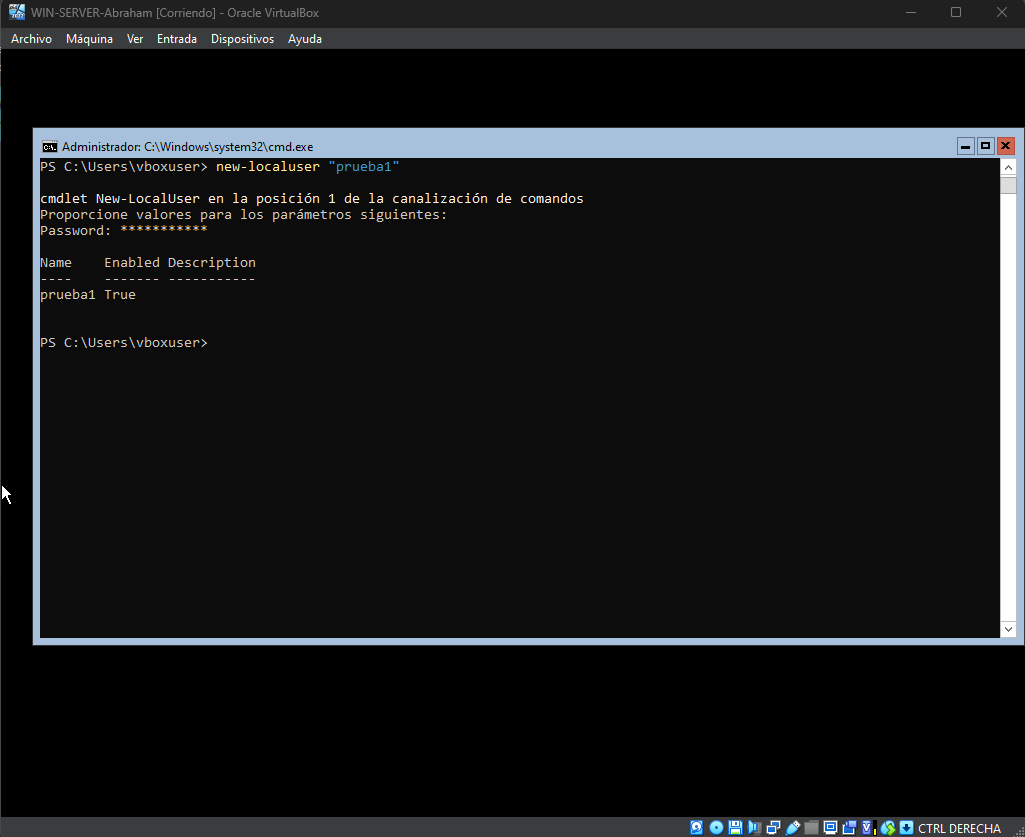 WIN-SERVER-Abraham [Corriendo] - Oracle VirtualBox
Archivo Máquina Ver Entrada Dispositivos Ayuda
Administrador: C:\Windows\system32\cmd.exe
PS C:\Users\vboxuser> new-localuser "prueba1"
cmdlet New-LocalUser en la posición 1 de la canalización de comandos
Proporcione valores para los parámetros siguientes:
Password: ***********
Name    Enabled Description
----    ------- -----------
prueba1 True
PS C:\Users\vboxuser>
CTRL DERECHA